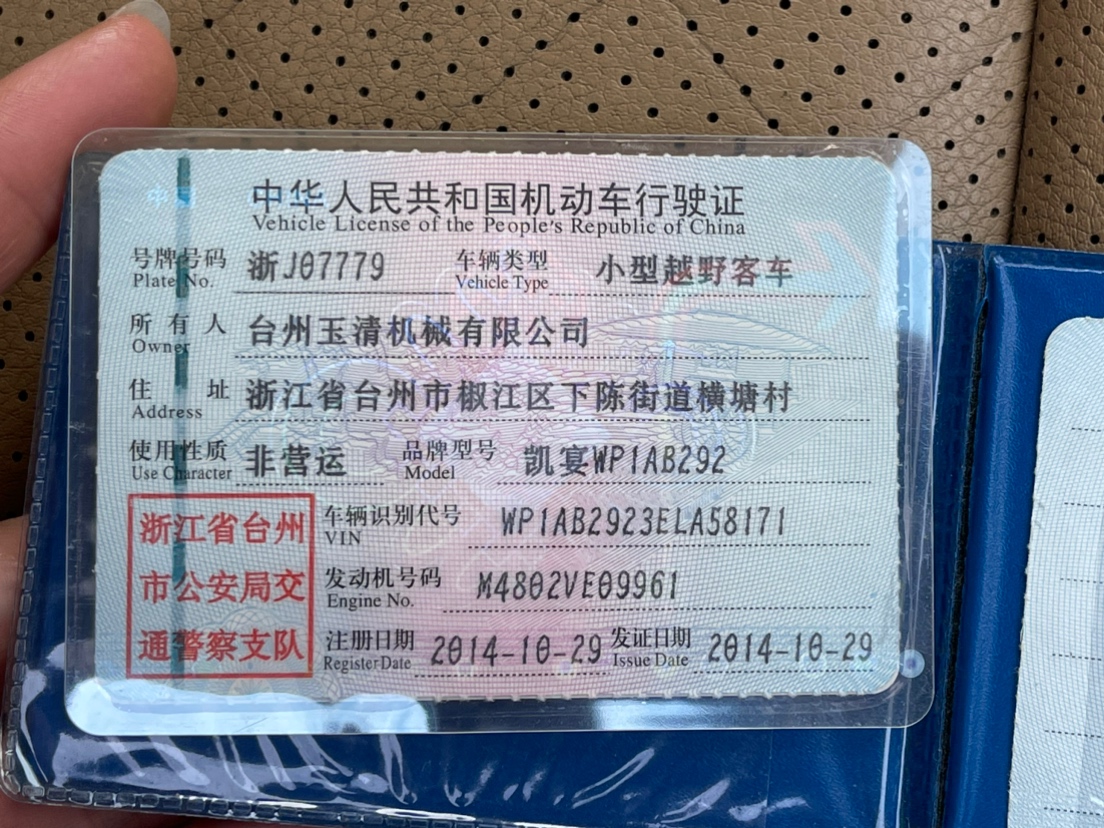 中华人民共和国机动车行驶证
Vehicle License of the People's Republic of China
号牌号码 浙J07779 车辆类型 小型越野客车
Plate No. Vehicle Type
所有人 台州玉清机械有限公司
Owner
住址 浙江省台州市椒江区下陈街道横塘村
Address
使用性质 非营运 品牌型号 凯宴WP1AB292
Use Character Model
浙江省台州 车辆识别代号 WP1AB2923ELA58171
VIN
市公安局交 发动机号码 M4802VE09961
Engine No.
通警察支队 注册日期 2014-10-29 发证日期 2014-10-29
Register Date Issue Date